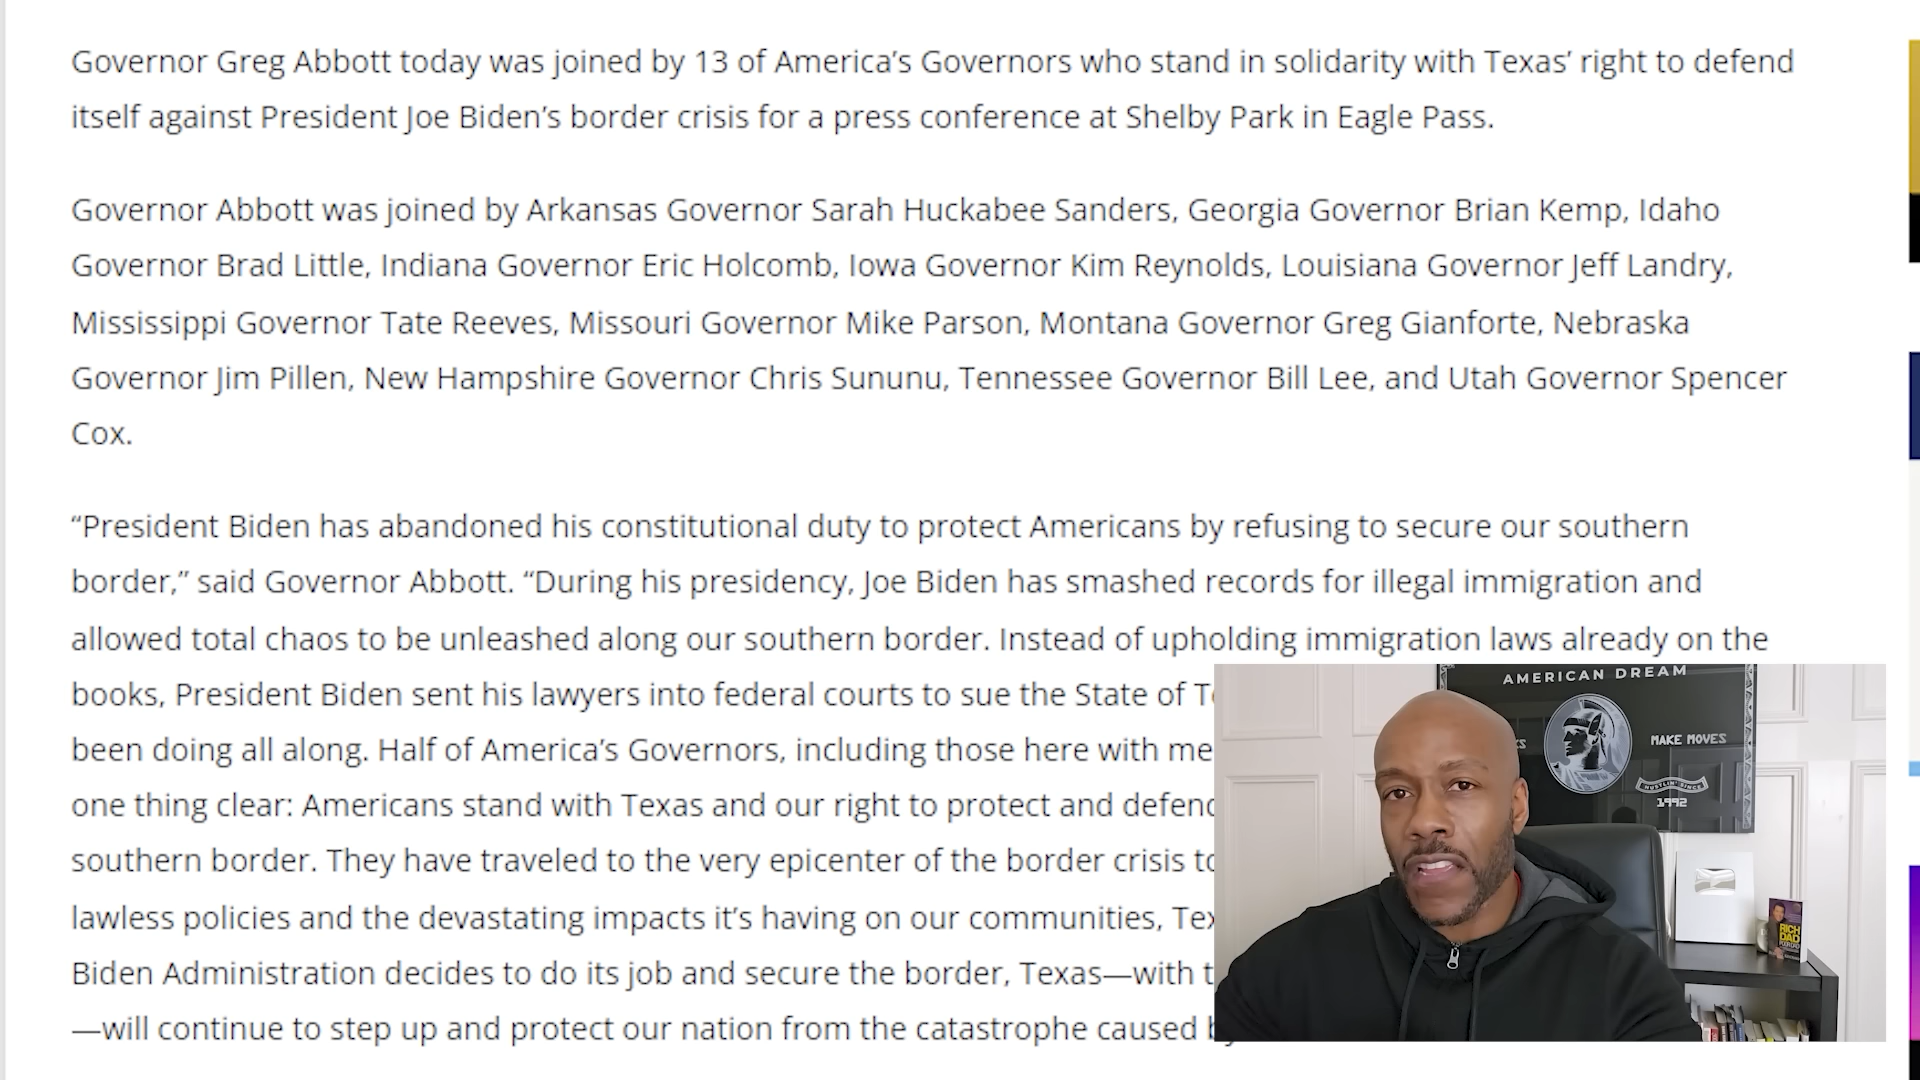 Governor Greg Abbott today was joined by 13 of America’s Governors who stand in solidarity with Texas’ right to defend
itself against President Joe Biden’s border crisis for a press conference at Shelby Park in Eagle Pass.
Governor Abbott was joined by Arkansas Governor Sarah Huckabee Sanders, Georgia Governor Brian Kemp, Idaho
Governor Brad Little, Indiana Governor Eric Holcomb, Iowa Governor Kim Reynolds, Louisiana Governor Jeff Landry,
Mississippi Governor Tate Reeves, Missouri Governor Mike Parson, Montana Governor Greg Gianforte, Nebraska
Governor Jim Pillen, New Hampshire Governor Chris Sununu, Tennessee Governor Bill Lee, and Utah Governor Spencer
Cox.
“President Biden has abandoned his constitutional duty to protect Americans by refusing to secure our southern
border,” said Governor Abbott. “During his presidency, Joe Biden has smashed records for illegal immigration and
allowed total chaos to be unleashed along our southern border. Instead of upholding immigration laws already on the
books, President Biden sent his lawyers into federal courts to sue the State of
been doing all along. Half of America’s Governors, including those here with me
one thing clear: Americans stand with Texas and our right to protect and
southern border. They have traveled to the very epicenter of the border crisis
lawless policies and the devastating impacts it’s having on our communities,
Biden Administration decides to do its job and secure the border, Texas—with
—will continue to step up and protect our nation from the catastrophe caused
AMERICAN DREAM
MAKE MOVES
HUSTLIN' SINCE
1992
RICH
DAD